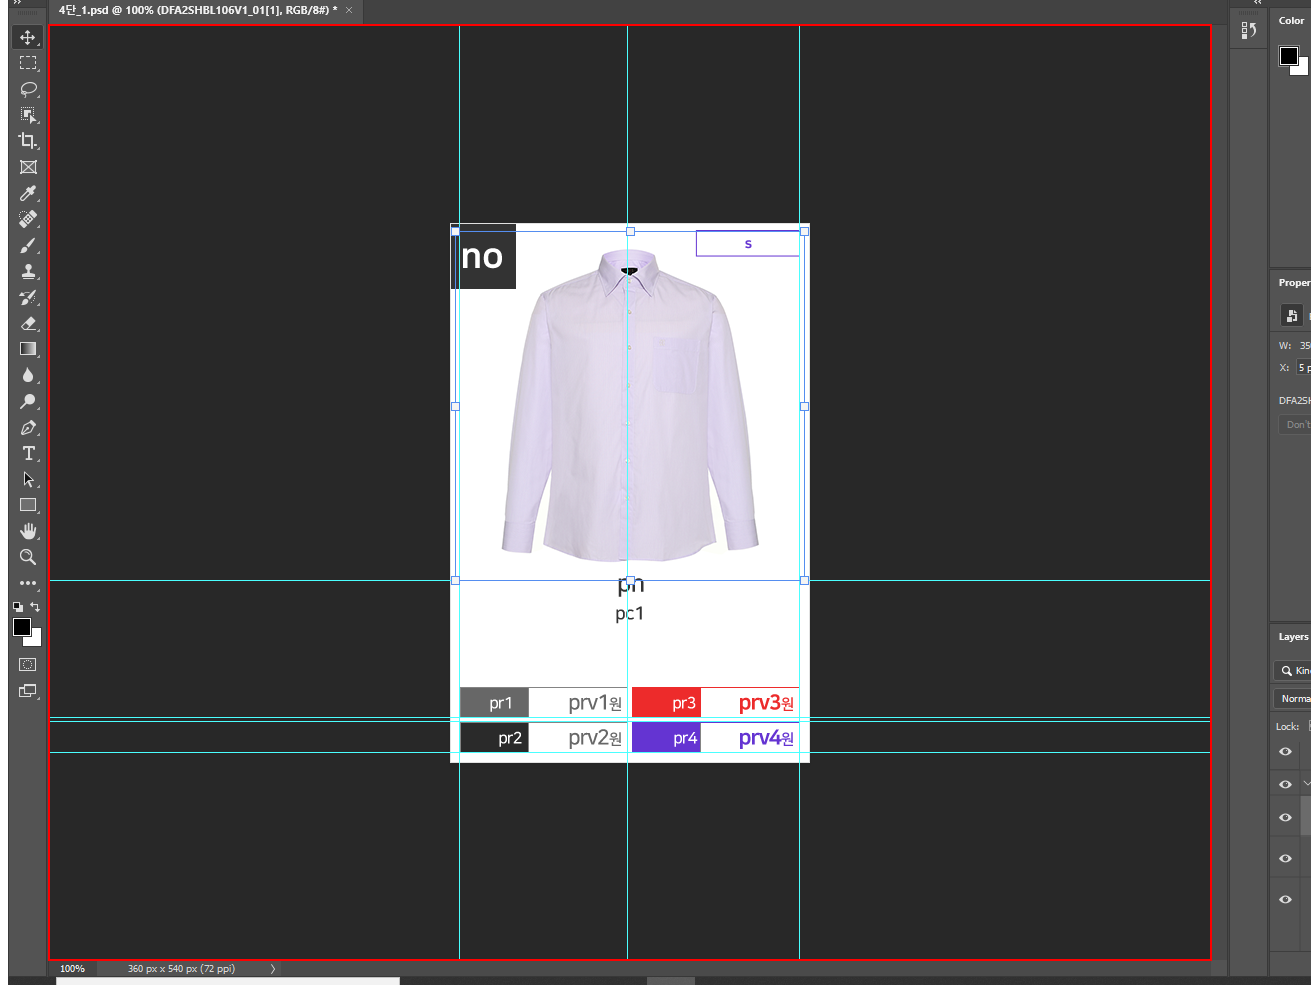 4단_1.psd @ 100% (DFA2SHBL106V1_01[1], RGB/8#) * ×
Color
no
s
Proper
W: 35
X: 5 p
DFA2SH
Don't
pn
pc1
Layers
Kin
Norma
Lock:
pr1 prv1원 pr3 prv3원
pr2 prv2원 pr4 prv4원
100% 360 px x 540 px (72 ppi)